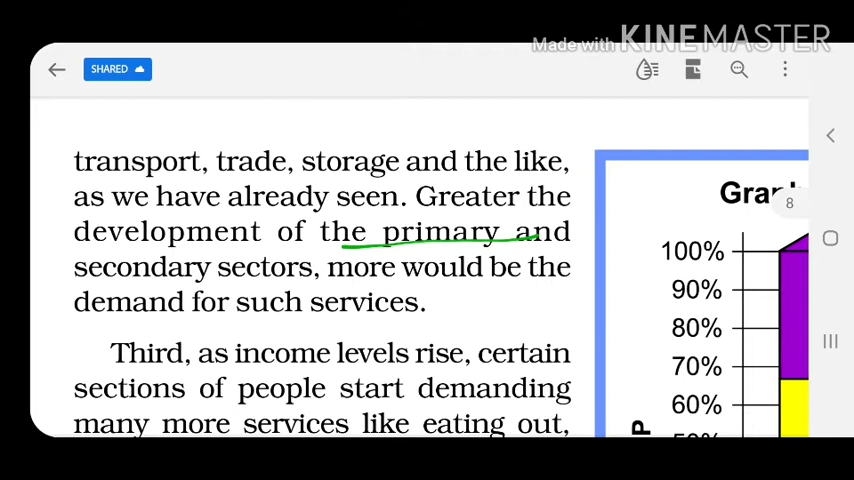 Made with KINEMASTER
SHARED
transport, trade, storage and the like,
as we have already seen. Greater the
development of the primary and
secondary sectors, more would be the
demand for such services.
Third, as income levels rise, certain
sections of people start demanding
many more services like eating out,
8
100%
90%
80%
70%
60%
P